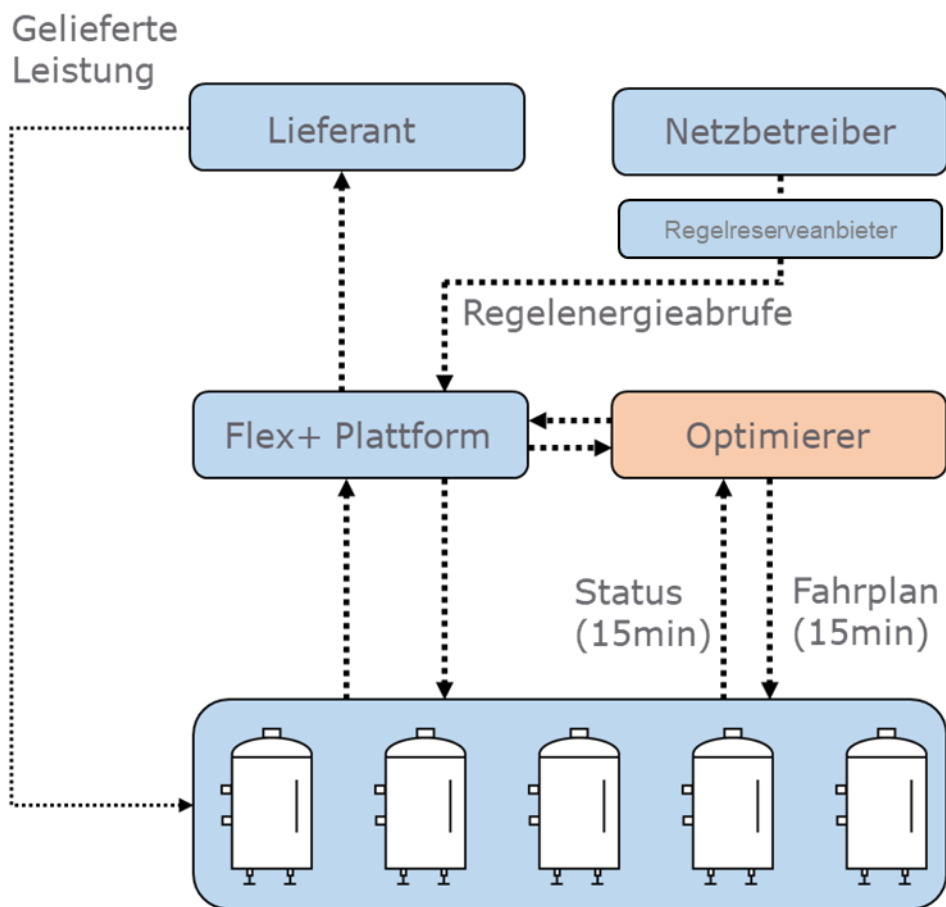 Gelieferte
Leistung
Lieferant
Netzbetreiber
Regelreserveanbieter
Regelenergieabrufe
Flex+ Plattform
Optimierer
Status
(15min)
Fahrplan
(15min)